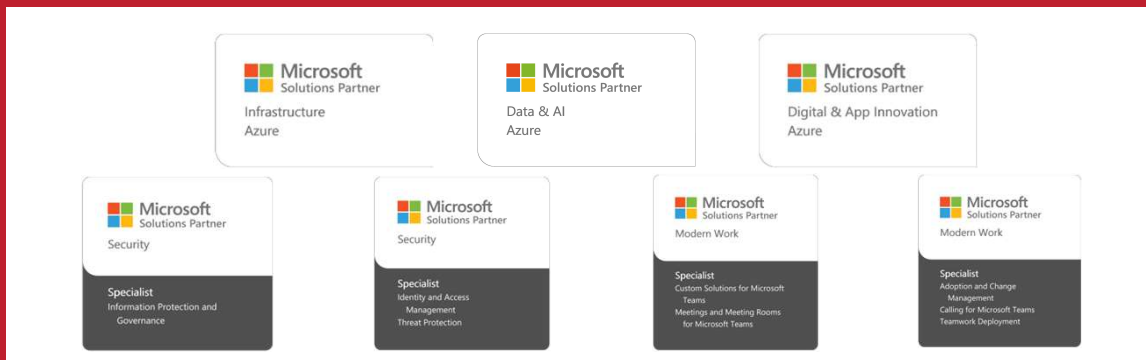 Microsoft
Solutions Partner
Infrastructure
Azure
Microsoft
Solutions Partner
Data & AI
Azure
Microsoft
Solutions Partner
Digital & App Innovation
Azure
Microsoft
Solutions Partner
Security
Specialist
Information Protection and
Governance
Microsoft
Solutions Partner
Security
Specialist
Identity and Access
Management
Threat Protection
Microsoft
Solutions Partner
Modern Work
Specialist
Custom Solutions for Microsoft
Teams
Meetings and Meeting Rooms
for Microsoft Teams
Microsoft
Solutions Partner
Modern Work
Specialist
Adoption and Change
Management
Calling for Microsoft Teams
Teamwork Deployment